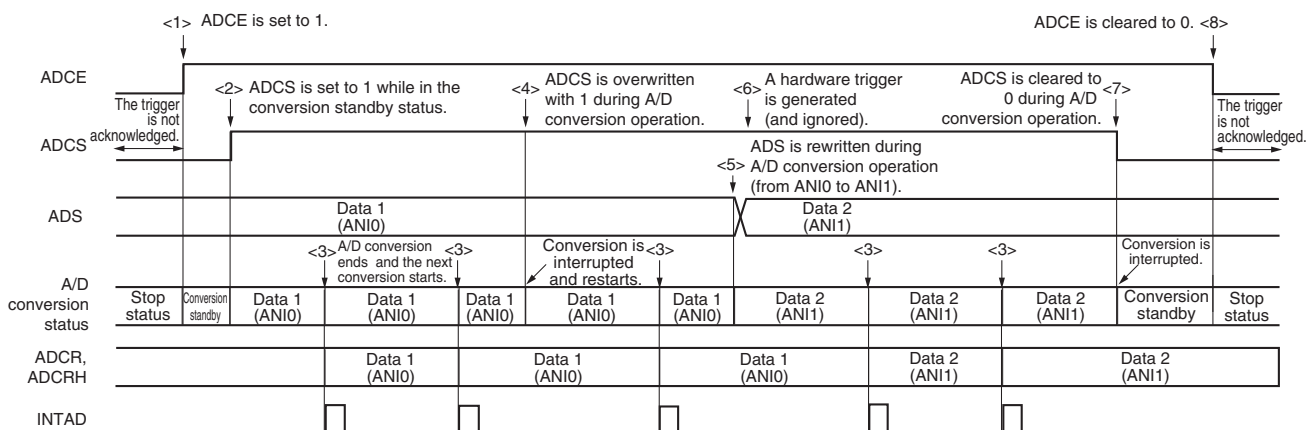 <1> ADCE is set to 1.
ADCE is cleared to 0. <8>
ADCE
The trigger
is not
acknowledged.
<2> ADCS is set to 1 while in the
conversion standby status.
<4> ADCS is overwritten
with 1 during A/D
conversion operation.
<6> A hardware trigger
is generated
(and ignored).
ADCS is cleared to
0 during A/D
conversion operation.
<7>
The trigger
is not
acknowledged.
ADCS
<5> ADS is rewritten during
A/D conversion operation
(from ANI0 to ANI1).
ADS
Data 1
(ANI0)
Data 2
(ANI1)
<3> A/D conversion
ends and the next
conversion starts.
<3>
Conversion is
interrupted
and restarts.
<3>
<3>
<3>
Conversion is
interrupted.
A/D
conversion
status
Stop
status
Conversion
standby
Data 1
(ANI0)
Data 1
(ANI0)
Data 1
(ANI0)
Data 1
(ANI0)
Data 1
(ANI0)
Data 2
(ANI1)
Data 2
(ANI1)
Data 2
(ANI1)
Conversion
standby
Stop
status
ADCR,
ADCRH
Data 1
(ANI0)
Data 1
(ANI0)
Data 1
(ANI0)
Data 2
(ANI1)
Data 2
(ANI1)
INTAD